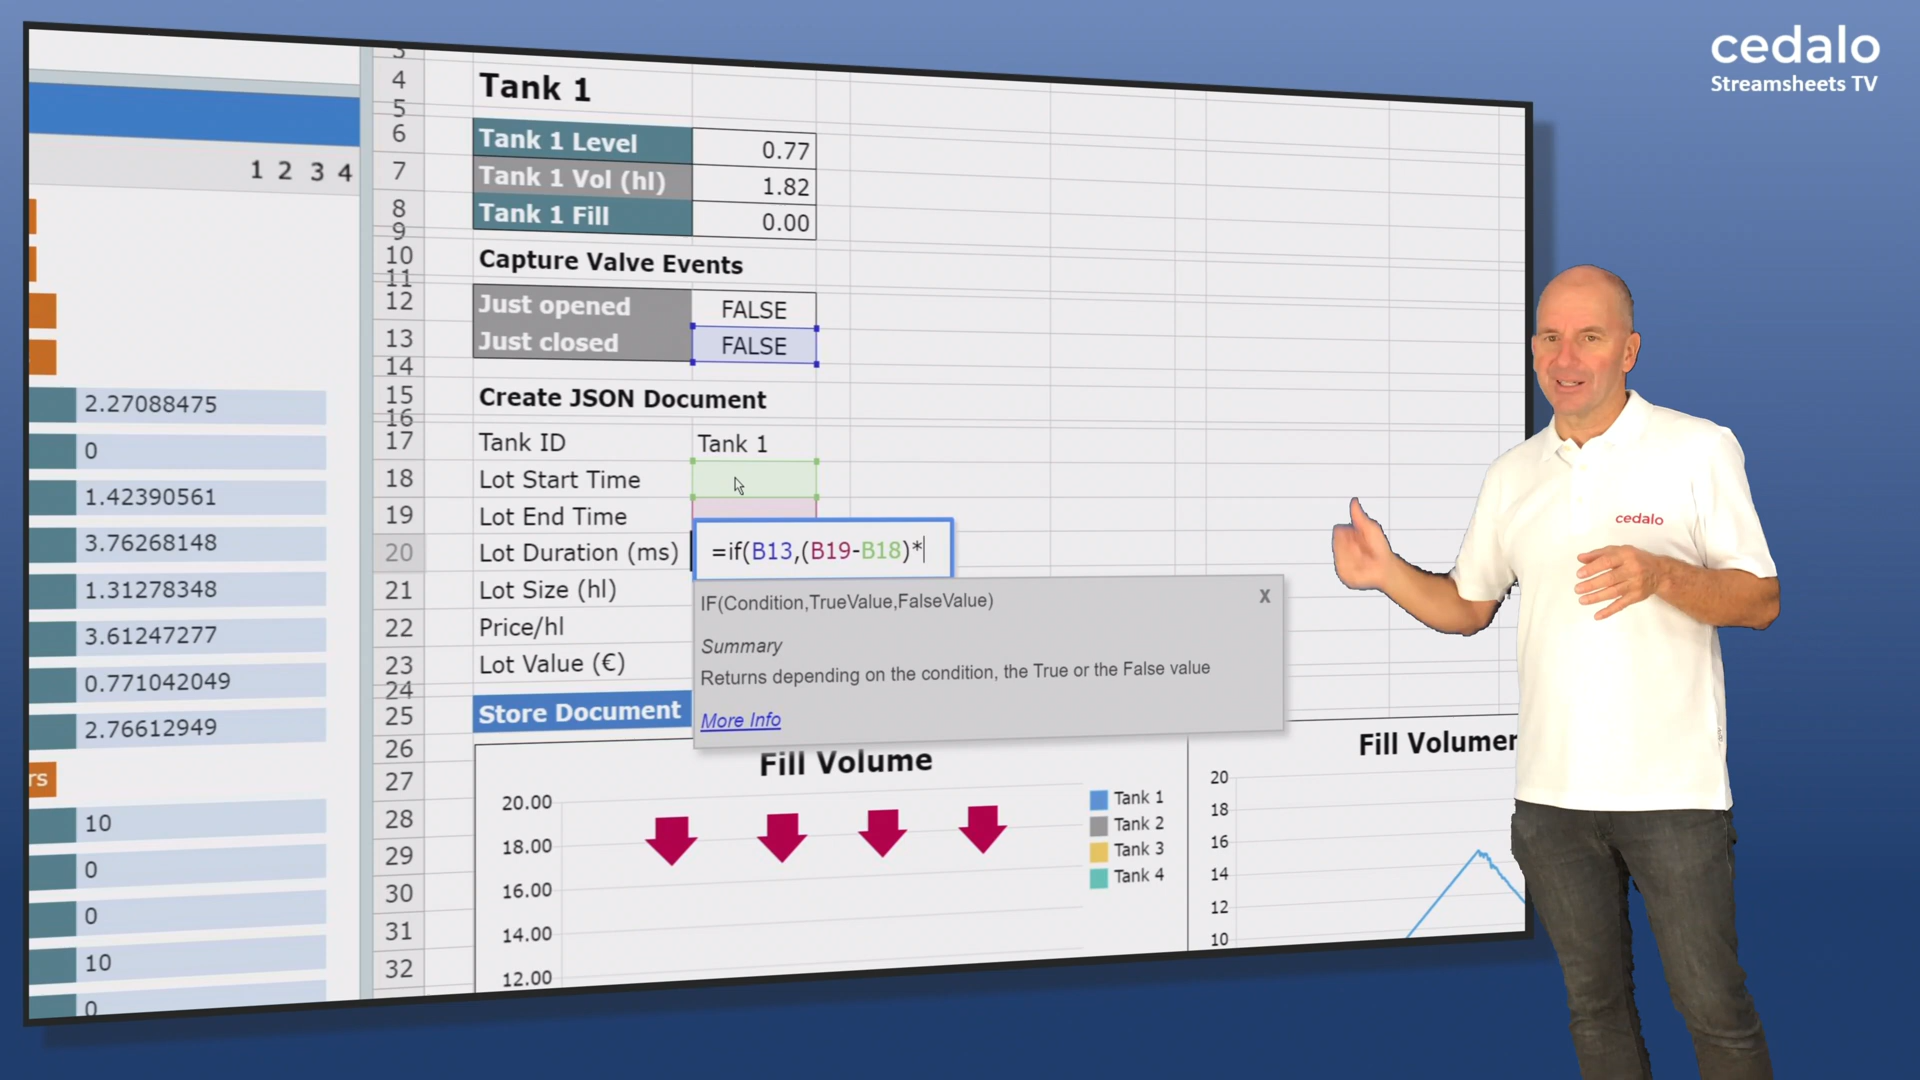 cedalo
Streamsheets TV
1 2 3 4
2.27088475
0
1.42390561
3.76268148
1.31278348
3.61247277
0.771042049
2.76612949
rs
10
0
0
10
0
3
4 Tank 1
5
6 Tank 1 Level 0.77
7 Tank 1 Vol (hl) 1.82
8 Tank 1 Fill 0.00
9
10 Capture Valve Events
11
12 Just opened FALSE
13 Just closed FALSE
14
15 Create JSON Document
16
17 Tank ID Tank 1
18 Lot Start Time
19 Lot End Time
20 Lot Duration (ms) =if(B13,(B19-B18)*
21 Lot Size (hl)
22 Price/hl
23 Lot Value (€)
24
25 Store Document
26
27
28
29
30
31
32
IF(Condition,TrueValue,FalseValue) X
Summary
Returns depending on the condition, the True or the False value
More Info
Fill Volume
20.00
18.00
16.00
14.00
12.00
Tank 1
Tank 2
Tank 3
Tank 4
Fill Volumen
20
18
16
14
12
10
cedalo